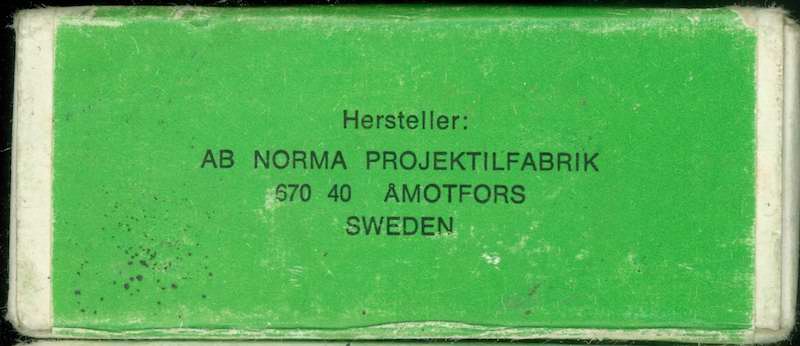 Hersteller:
AB NORMA PROJEKTILFABRIK
670 40 ÅMOTFORS
SWEDEN